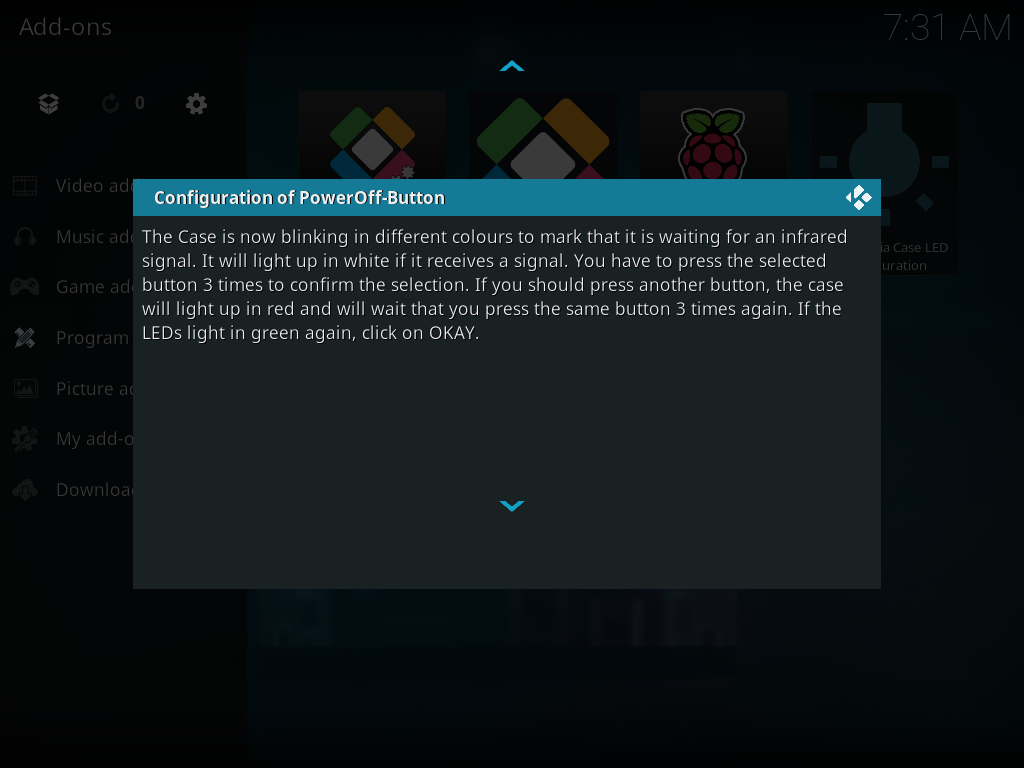 Add-ons
7:31 AM
0
Video add
Music add
Game add
Program
Picture ad
My add-o
Download
ia Case LED
uration
Configuration of PowerOff-Button
The Case is now blinking in different colours to mark that it is waiting for an infrared
signal. It will light up in white if it receives a signal. You have to press the selected
button 3 times to confirm the selection. If you should press another button, the case
will light up in red and will wait that you press the same button 3 times again. If the
LEDs light in green again, click on OKAY.